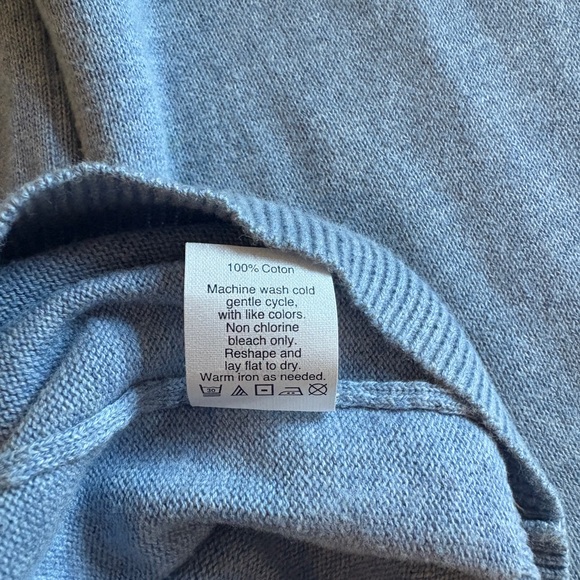 100% Coton
Machine wash cold
gentle cycle,
with like colors.
Non chlorine
bleach only.
Reshape and
lay flat to dry.
Warm iron as needed.
30